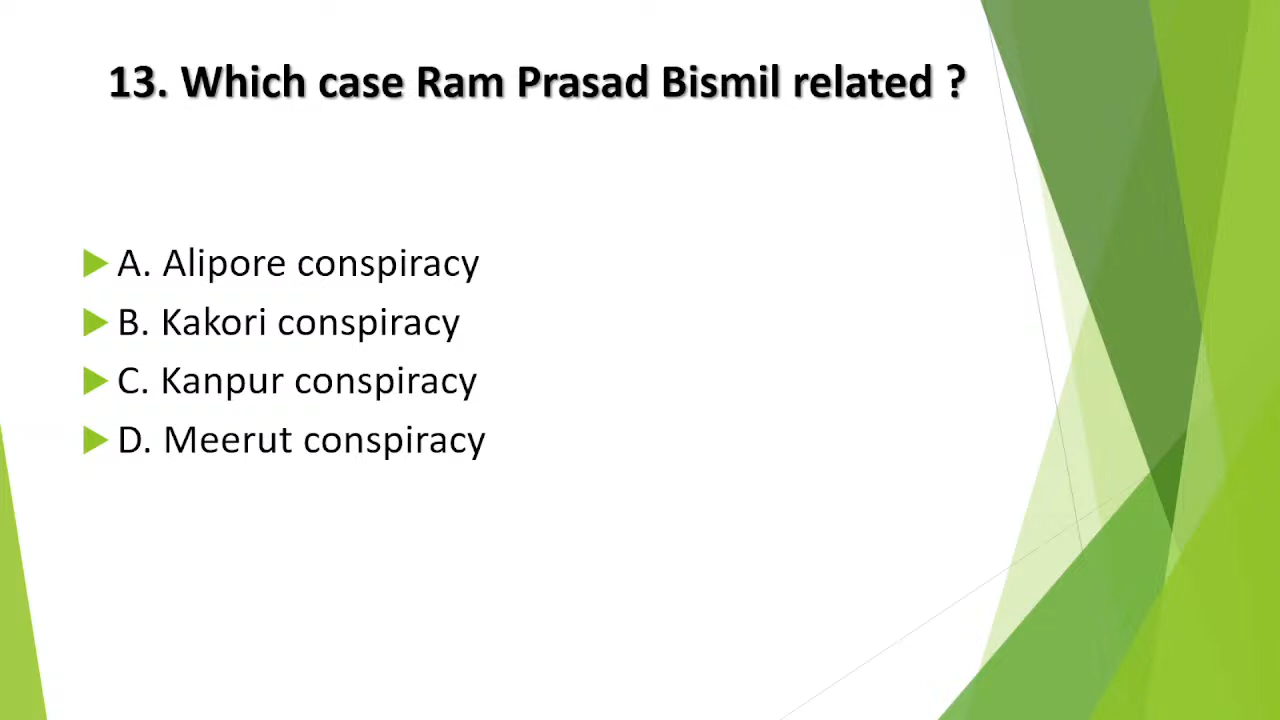 13. Which case Ram Prasad Bismil related ?
A. Alipore conspiracy
B. Kakori conspiracy
C. Kanpur conspiracy
D. Meerut conspiracy